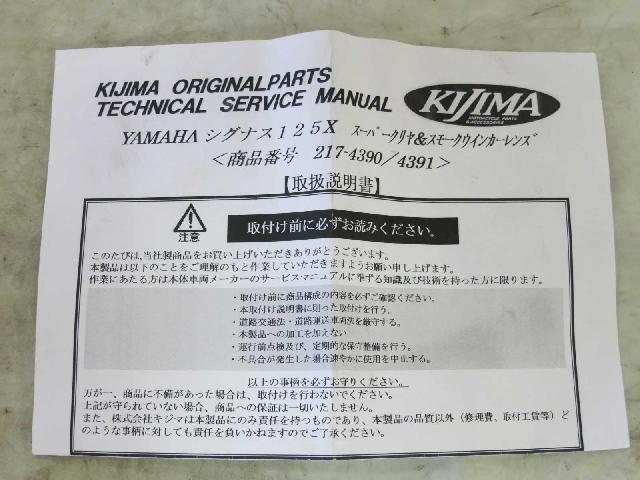 KIJIMA ORIGINALPARTS
TECHNICAL SERVICE MANUAL
KIJIMA
MOTORCYCLE PARTS
& ACCESSORIES
YAMAHA シグナス125X スーパークリヤ&スモークウインカーレンズ
<商品番号 217-4390/4391>
【取扱説明書】
注意
取付け前に必ずお読みください。
このたびは、当社製品をお買い上げいただきありがとうございます。
本製品は以下のことをご理解のもと作業していただきますようお願い申し上げます。
作業にあたる方は本体車両メーカーのサービスマニュアルに準ずる知識及び技術を持った方に限ります。
・取付け前に商品構成の内容を必ずご確認ください。
・本取付け説明書に則った取付けを行う。
・道路交通法・道路運送車両法を厳守する。
・本製品への加工を加えない
・運行前点検及び、定期的な保守整備を行う。
・不具合が発生した場合速やかに使用を中止する。
以上の事柄を必ずお守りください。
万が一、商品に不備があった場合は、取付けを行わないでください。
上記が守られていない場合、商品への保証は一切いたしません。
また、株式会社キジマは本製品にのみ責任を持つものであり、本製品の品質以外（修理費、取付工賃等）ど
のような事柄に対しても責任を負いかねますのでご了承ください。